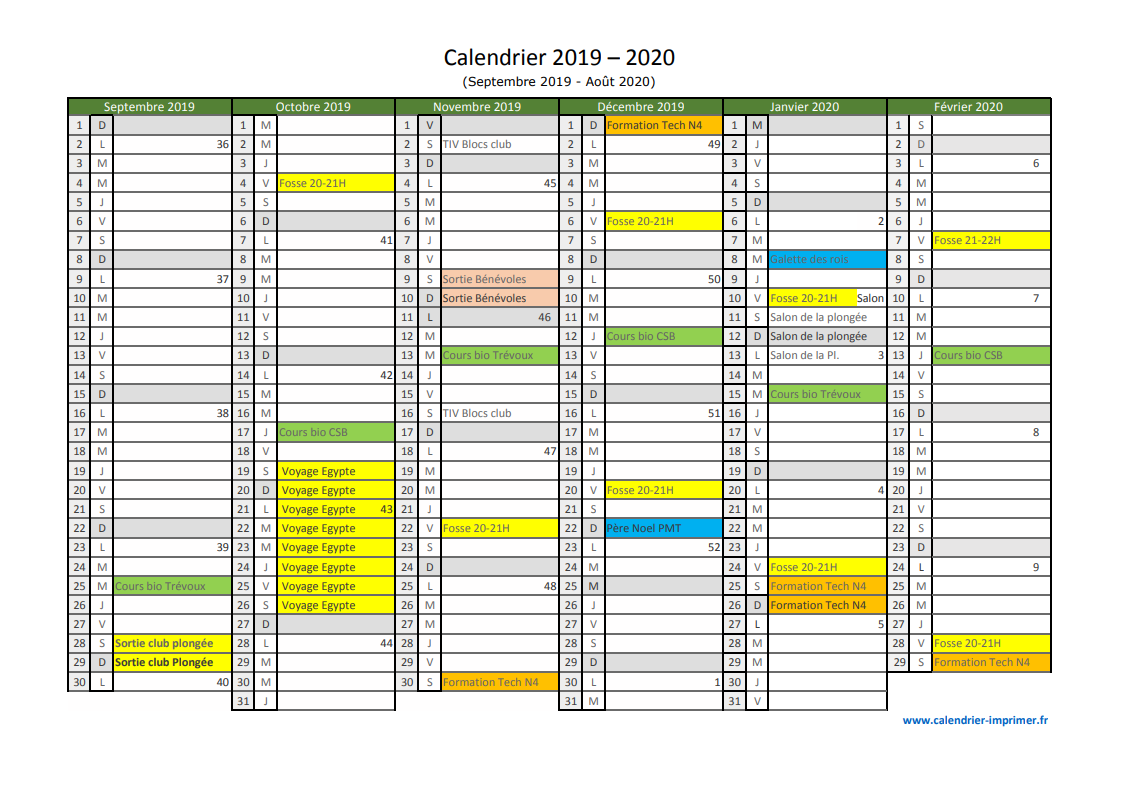 Calendrier 2019 – 2020
(Septembre 2019 - Août 2020)
Septembre 2019 Octobre 2019 Novembre 2019 Décembre 2019 Janvier 2020 Février 2020
1 D 1 M 1 V 1 D Formation Tech N4 1 M 1 S
2 L 36 2 M 2 S TIV Blocs club 2 L 49 2 J 2 D
3 M 3 J 3 D 3 M 3 V 3 L 6
4 M 4 V Fosse 20-21H 4 L 45 4 M 4 S 4 M
5 J 5 S 5 M 5 J 5 D 5 M
6 V 6 D 6 M 6 V Fosse 20-21H 6 L 2 6 J
7 S 7 L 41 7 J 7 S 7 M 7 V Fosse 21-22H
8 D 8 M 8 V 8 D 8 M Galette des rois 8 S
9 L 37 9 M 9 S Sortie Bénévoles 9 L 50 9 J 9 D
10 M 10 J 10 D Sortie Bénévoles 10 M 10 V Fosse 20-21H Salon 10 L 7
11 M 11 V 11 L 46 11 M 11 S Salon de la plongée 11 M
12 J 12 S 12 M 12 J Cours bio CSB 12 D Salon de la plongée 12 M
13 V 13 D 13 M Cours bio Trévoux 13 V 13 L Salon de la Pl. 3 13 J Cours bio CSB
14 S 14 L 42 14 J 14 S 14 M 14 V
15 D 15 M 15 V 15 D 15 M Cours bio Trévoux 15 S
16 L 38 16 M 16 S TIV Blocs club 16 L 51 16 J 16 D
17 M 17 J Cours bio CSB 17 D 17 M 17 V 17 L 8
18 M 18 V 18 L 47 18 M 18 S 18 M
19 J 19 S Voyage Egypte 19 M 19 J 19 D 19 M
20 V 20 D Voyage Egypte 20 M 20 V Fosse 20-21H 20 L 4 20 J
21 S 21 L Voyage Egypte 43 21 J 21 S 21 M 21 V
22 D 22 M Voyage Egypte 22 V Fosse 20-21H 22 D Père Noel PMT 22 M 22 S
23 L 39 23 M Voyage Egypte 23 S 23 L 52 23 J 23 D
24 M 24 J Voyage Egypte 24 D 24 M 24 V Fosse 20-21H 24 L 9
25 M Cours bio Trévoux 25 V Voyage Egypte 25 L 48 25 M 25 S Formation Tech N4 25 M
26 J 26 S Voyage Egypte 26 M 26 J 26 D Formation Tech N4 26 M
27 V 27 D 27 M 27 V 27 L 5 27 J
28 S Sortie club plongée 28 L 44 28 J 28 S 28 M 28 V Fosse 20-21H
29 D Sortie club Plongée 29 M 29 V 29 D 29 M 29 S Formation Tech N4
30 L 40 30 M 30 S Formation Tech N4 30 L 1 30 J
31 J 31 M 31 V
www.calendrier-imprimer.fr